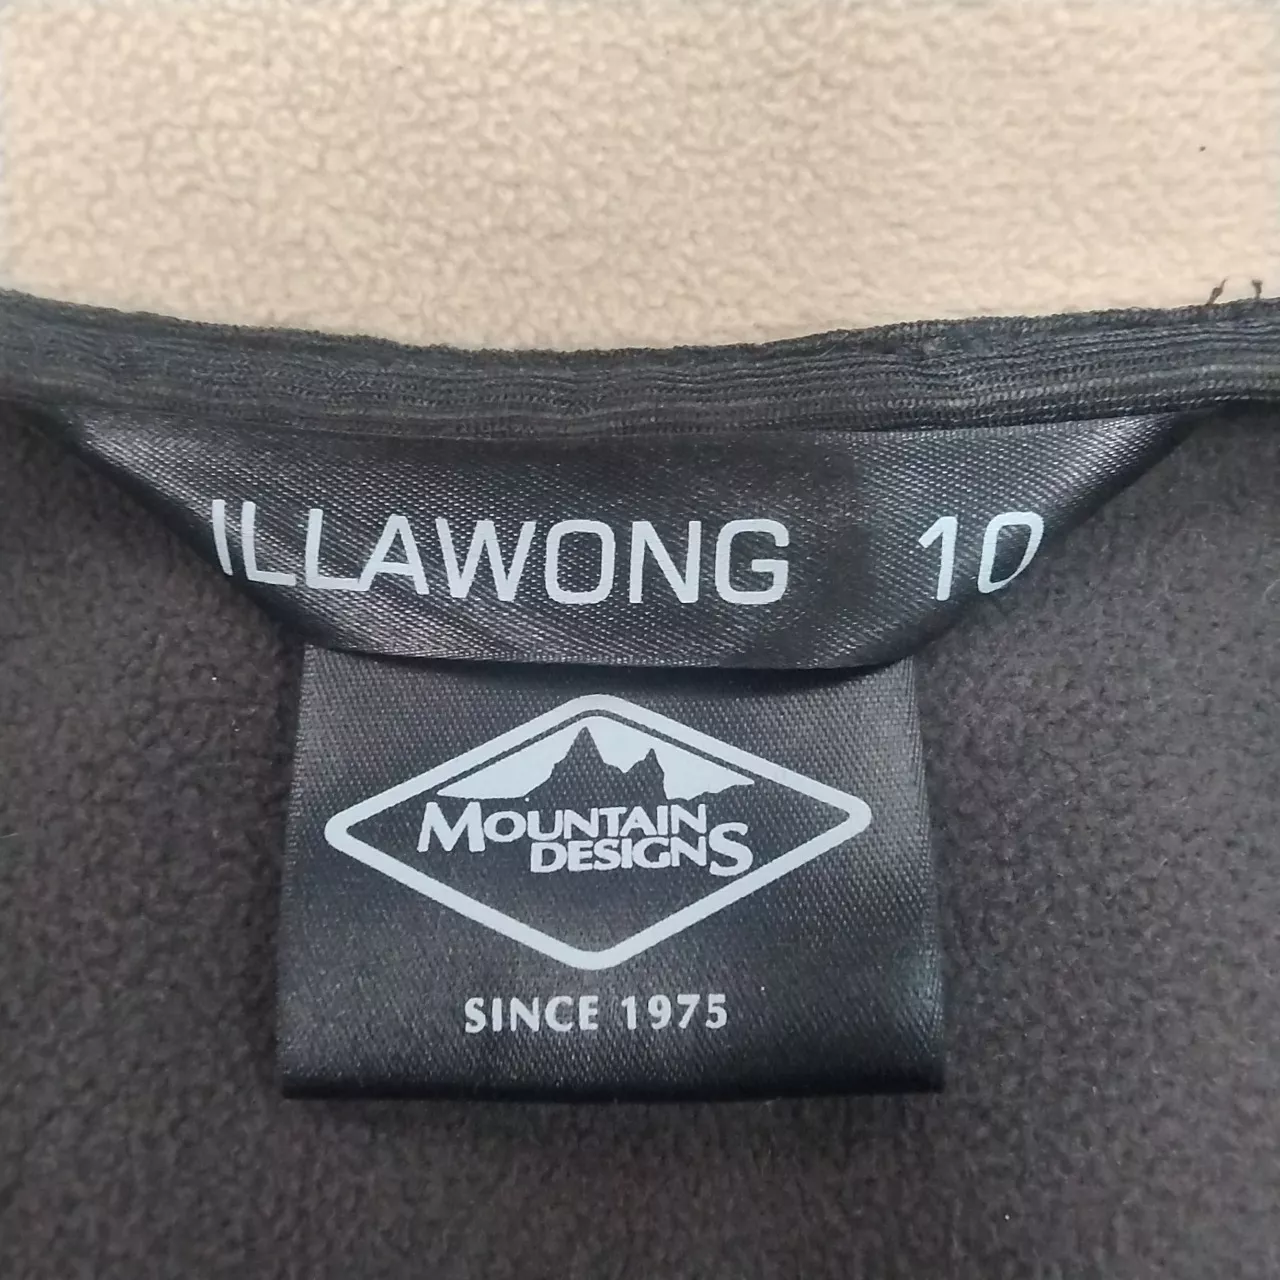 ILLAWONG 10
MOUNTAIN
DESIGNS
SINCE 1975